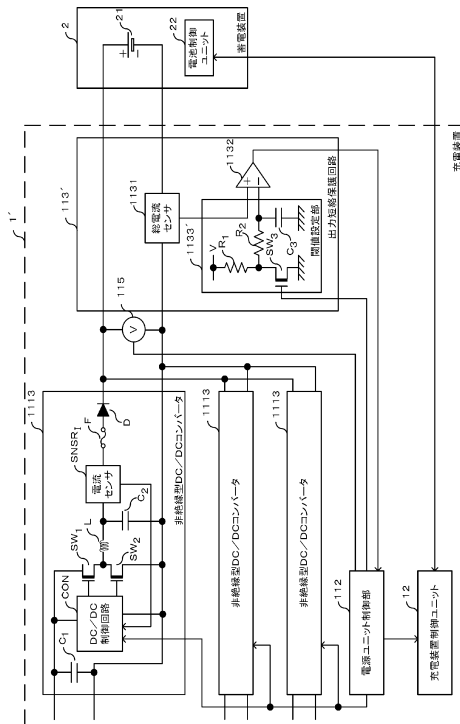 1´
充電装置
1113
非絶縁型DC/DCコンバータ
C1
CON
DC/DC
制御回路
SW1
SW2
L
C2
SNSRI
電流
センサ
F
D
1113
非絶縁型DC/DCコンバータ
1113
非絶縁型DC/DCコンバータ
115
V
113´
出力短絡保護回路
1131
総電流
センサ
1132
+
−
1133´
閾値設定部
V
R1
R2
SW3
C3
112
電源ユニット制御部
12
充電装置制御ユニット
2
蓄電装置
21
+
−
22
電池制御
ユニット